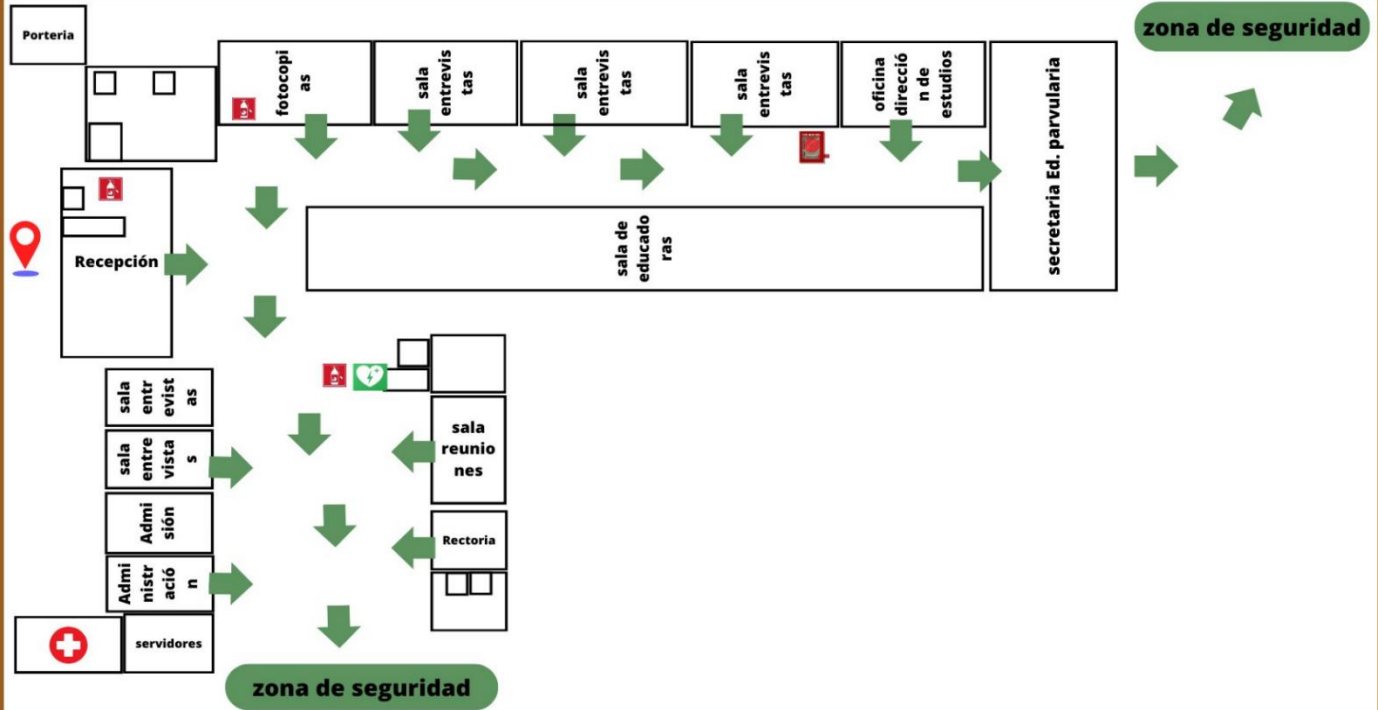 Porteria
zona de seguridad
fotocopi
as
sala
entrevis
tas
sala
entrevis
tas
sala
entrevis
tas
oficina
direcció
n de
estudios
secretaria Ed. parvularia
Recepción
sala de
educado
ras
sala
entr
evist
as
sala
entre
vista
s
Admi
sión
Admi
nistr
ació
n
servidores
sala
reunio
nes
Rectoria
zona de seguridad